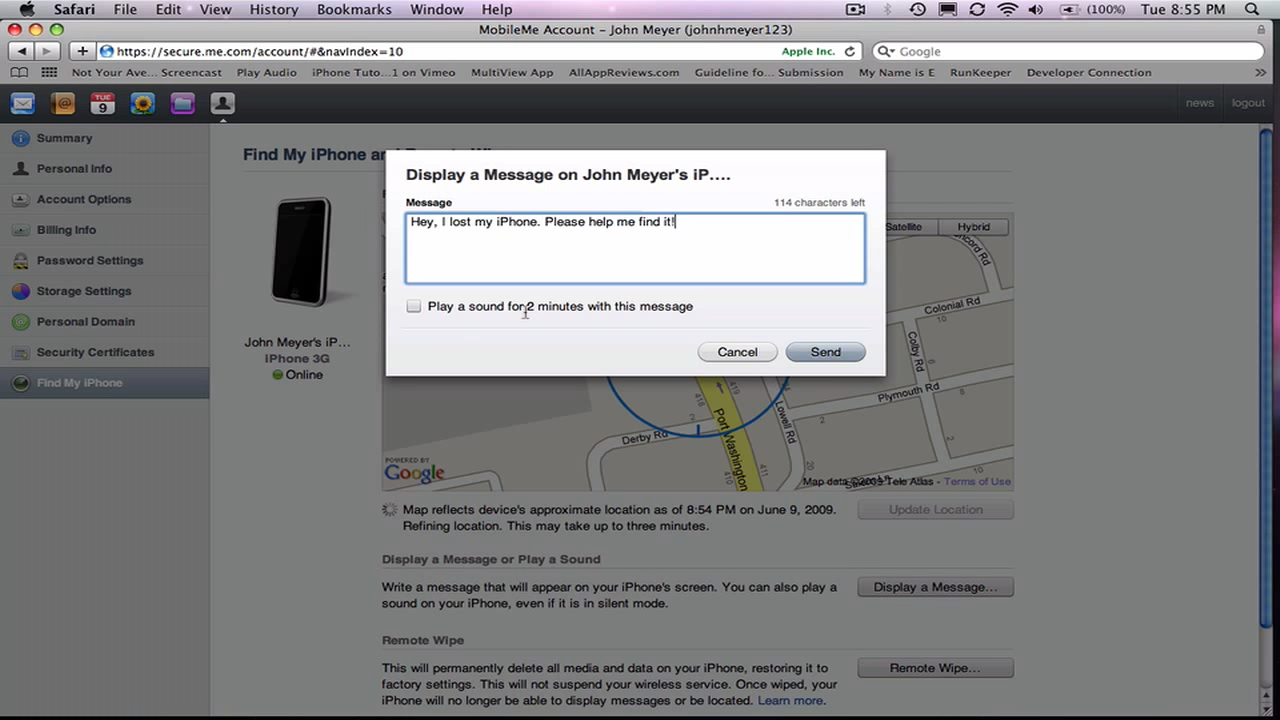 Safari File Edit View History Bookmarks Window Help (100%) Tue 8:55 PM
MobileMe Account – John Meyer (johnhmeyer123)
https://secure.me.com/account/#&navIndex=10 Apple Inc. Google
Not Your Ave... Screencast Play Audio iPhone Tuto...1 on Vimeo MultiView App AllAppReviews.com Guideline fo... Submission My Name is E RunKeeper Developer Connection
TUE
9
news logout
Summary
Personal Info
Account Options
Billing Info
Password Settings
Storage Settings
Personal Domain
Security Certificates
Find My iPhone
Find My iPhone and
John Meyer's iP...
iPhone 3G
Online
Display a Message on John Meyer's iP....
Message 114 characters left
Hey, I lost my iPhone. Please help me find it!
Play a sound for 2 minutes with this message
Cancel Send
Satellite Hybrid
Colonial Rd
10
Colby Rd
Plymouth Rd
8
Lowell Rd
2
2
419
418
Port Washington
Derby Rd
411
410
20
10
POWERED BY
Google
Map data ©2009 Tele Atlas - Terms of Use
Map reflects device's approximate location as of 8:54 PM on June 9, 2009.
Refining location. This may take up to three minutes.
Update Location
Display a Message or Play a Sound
Write a message that will appear on your iPhone's screen. You can also play a
sound on your iPhone, even if it is in silent mode.
Display a Message...
Remote Wipe
This will permanently delete all media and data on your iPhone, restoring it to
factory settings. This will not suspend your wireless service. Once wiped, your
iPhone will no longer be able to display messages or be located. Learn more.
Remote Wipe...